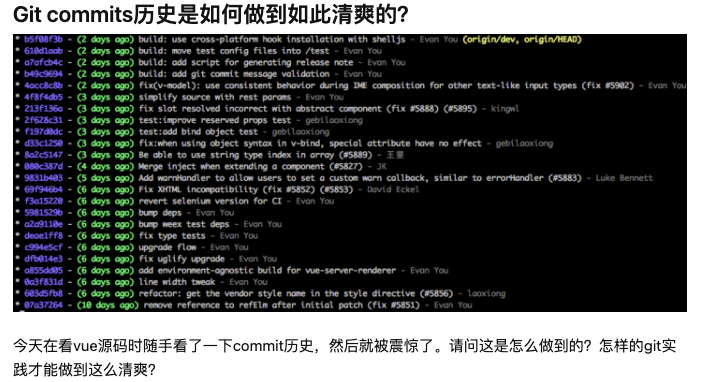 Git commits历史是如何做到如此清爽的？
* b5f08f3b - (2 days ago) build: use cross-platform hook installation with shelljs - Evan You (origin/dev, origin/HEAD)
* 610d1aab - (2 days ago) build: move test config files into /test - Evan You
* a7afcb4c - (2 days ago) build: add script for generating release note - Evan You
* b49c9694 - (2 days ago) build: add git commit message validation - Evan You
* 4acc8c8b - (2 days ago) fix(v-model): use consistent behavior during IME composition for other text-like input types (fix #5902) - Evan You
* 4f8f4db5 - (3 days ago) simplify source with rest params - Evan You
* 213f136a - (3 days ago) fix slot resolved incorrect with abstract component (fix #5888) (#5895) - kingwl
* 2f628c31 - (3 days ago) test:improve reserved props test - gebilaoxiong
* f197d0dc - (3 days ago) test:add bind object test - gebilaoxiong
* d33c1250 - (3 days ago) fix:when using object syntax in v-bind, special attribute have no effect - gebilaoxiong
* 8a2c5147 - (3 days ago) Be able to use string type index in array (#5889) -
* 080c387d - (4 days ago) Merge inject when extending a component (#5827) - JK
* 9831b403 - (5 days ago) Add warnHandler to allow users to set a custom warn callback, similar to errorHandler (#5883) - Luke Bennett
* 69f946b4 - (6 days ago) Fix XHTML incompatibility (fix #5852) (#5853) - David Eckel
* f3a15220 - (6 days ago) revert selenium version for CI - Evan You
* 5981529b - (6 days ago) bump deps - Evan You
* a2a9110e - (6 days ago) bump weex test deps - Evan You
* deae1ff8 - (6 days ago) fix type tests - Evan You
* c994e5cf - (6 days ago) upgrade flow - Evan You
* dfb014e3 - (6 days ago) fix uglify upgrade - Evan You
* a855dd05 - (6 days ago) add environment-agnostic build for vue-server-renderer - Evan You
* 0a3f831d - (6 days ago) line width tweak - Evan You
* 603d5fb8 - (6 days ago) refactor: get the vendor style name in the style directive (#5856) - laoxiong
* 07a37264 - (10 days ago) remove reference to refElm after initial patch (fix #5851) - Evan You
今天在看vue源码时随手看了一下commit历史，然后就被震惊了。请问这是怎么做到的？怎样的git实
践才能做到这么清爽？